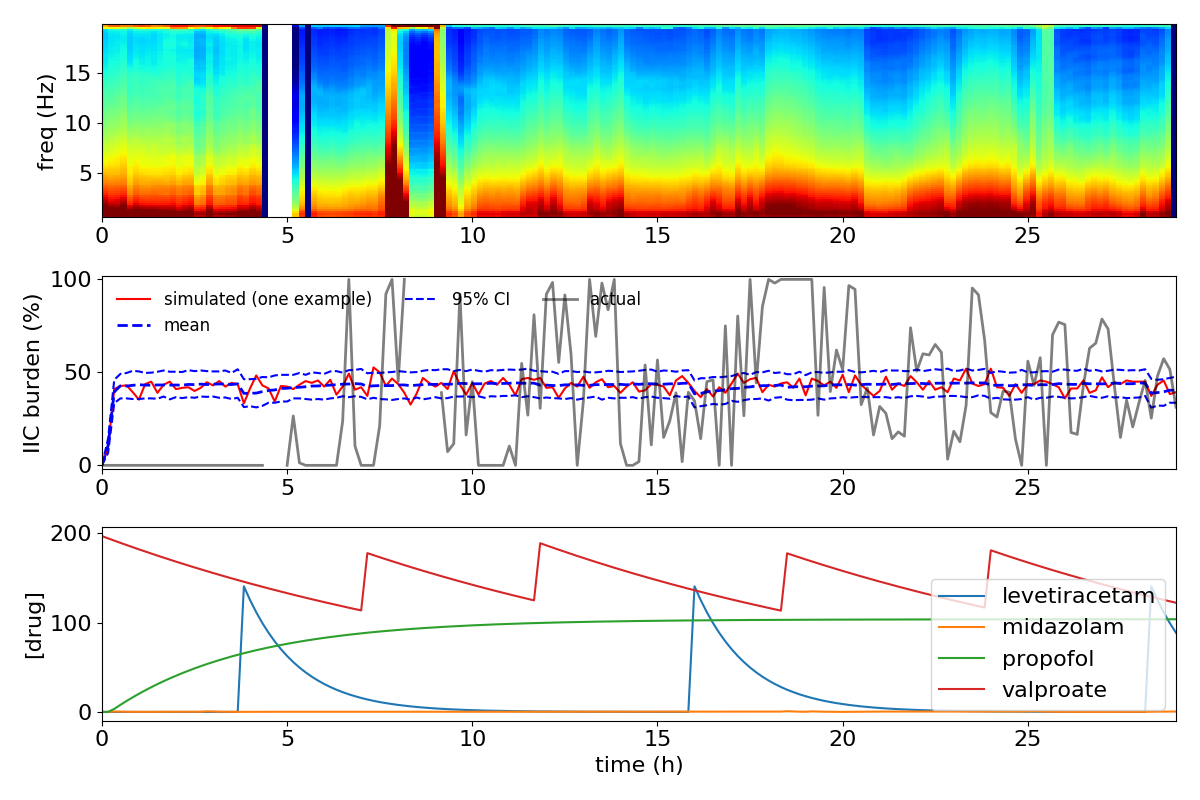 freq (Hz)
15
10
5
0 5 10 15 20 25
IIC burden (%)
100
50
0
simulated (one example) 95% CI actual
mean
0 5 10 15 20 25
[drug]
200
100
0
levetiracetam
midazolam
propofol
valproate
0 5 10 15 20 25
time (h)